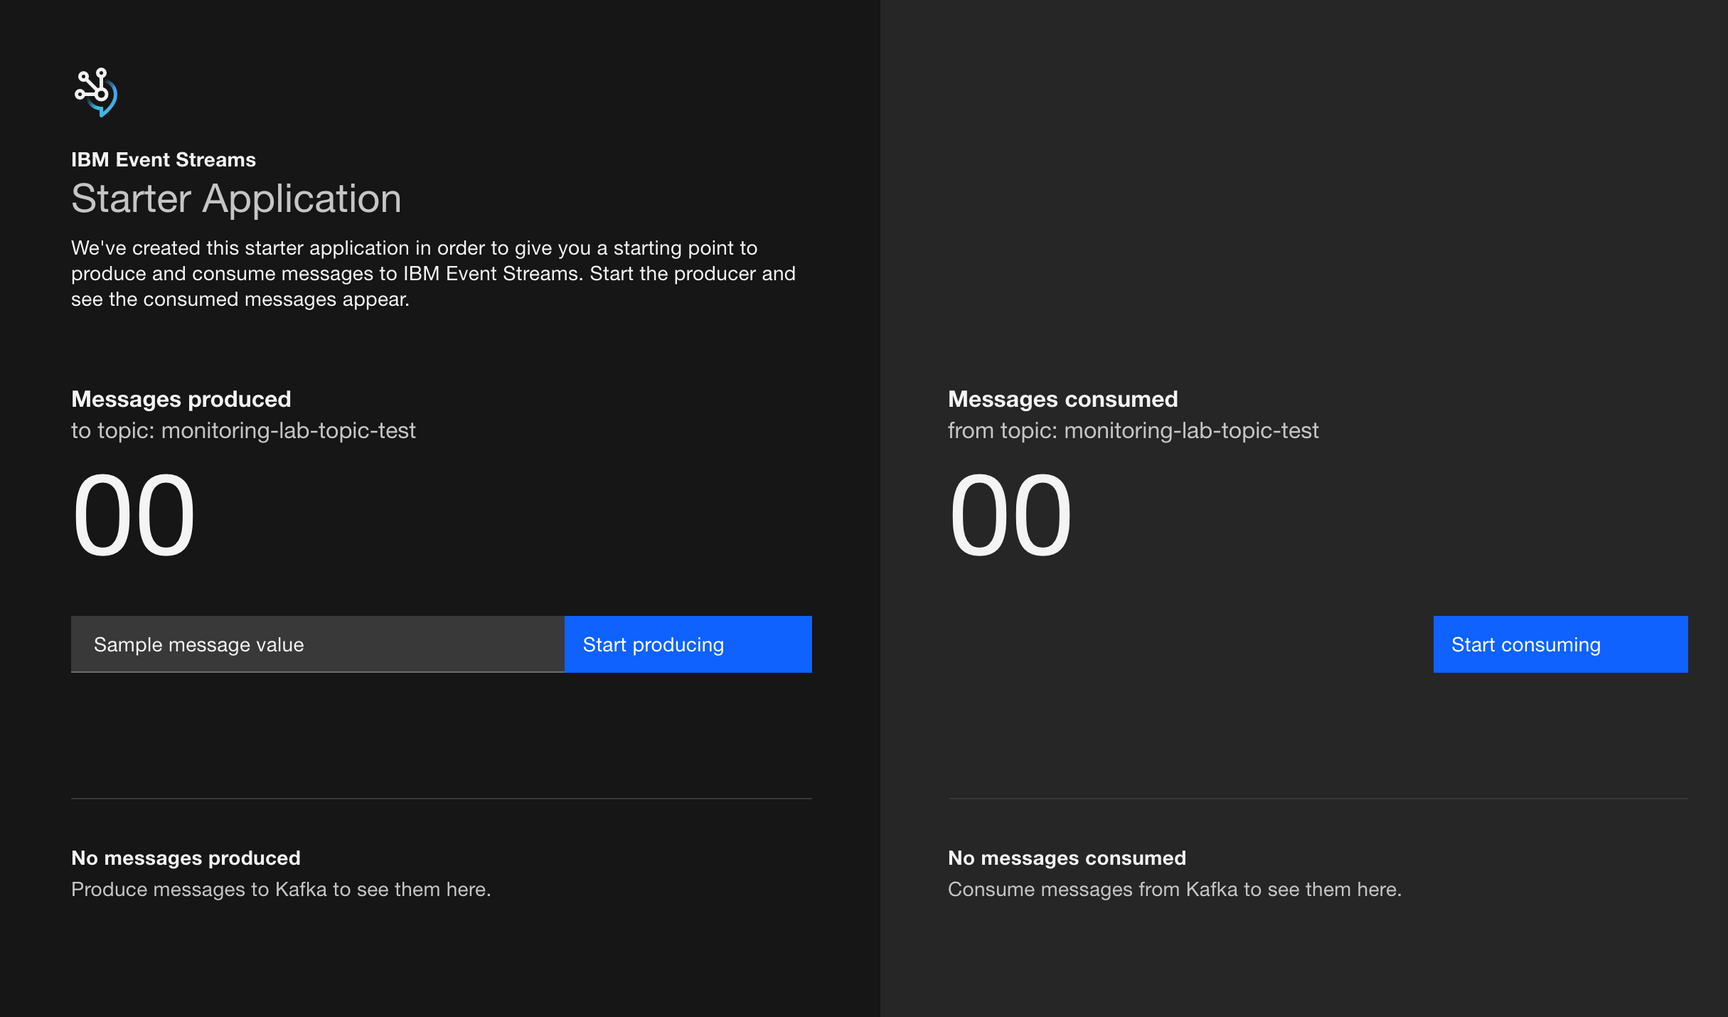 IBM Event Streams
Starter Application
We've created this starter application in order to give you a starting point to
produce and consume messages to IBM Event Streams. Start the producer and
see the consumed messages appear.
Messages produced
to topic: monitoring-lab-topic-test
00
Sample message value
Start producing
No messages produced
Produce messages to Kafka to see them here.
Messages consumed
from topic: monitoring-lab-topic-test
00
Start consuming
No messages consumed
Consume messages from Kafka to see them here.